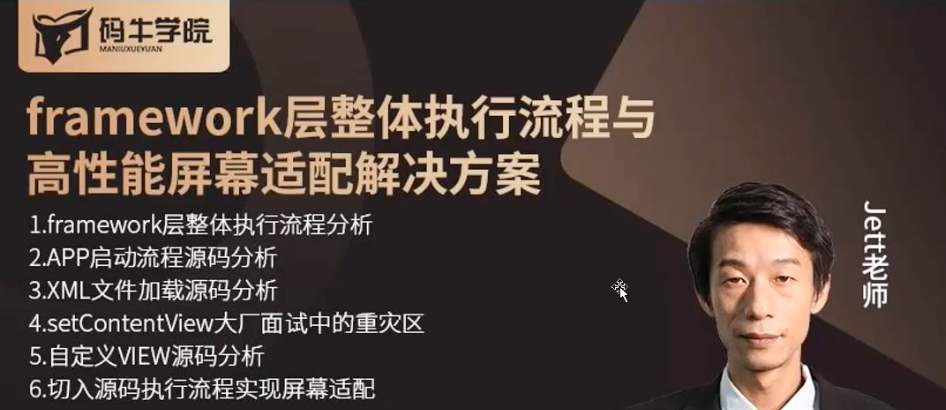 码牛学院
MANIUXUEYUAN
framework层整体执行流程与
高性能屏幕适配解决方案
1.framework层整体执行流程分析
2.APP启动流程源码分析
3.XML文件加载源码分析
4.setContentView大厂面试中的重灾区
5.自定义VIEW源码分析
6.切入源码执行流程实现屏幕适配
Jett老师